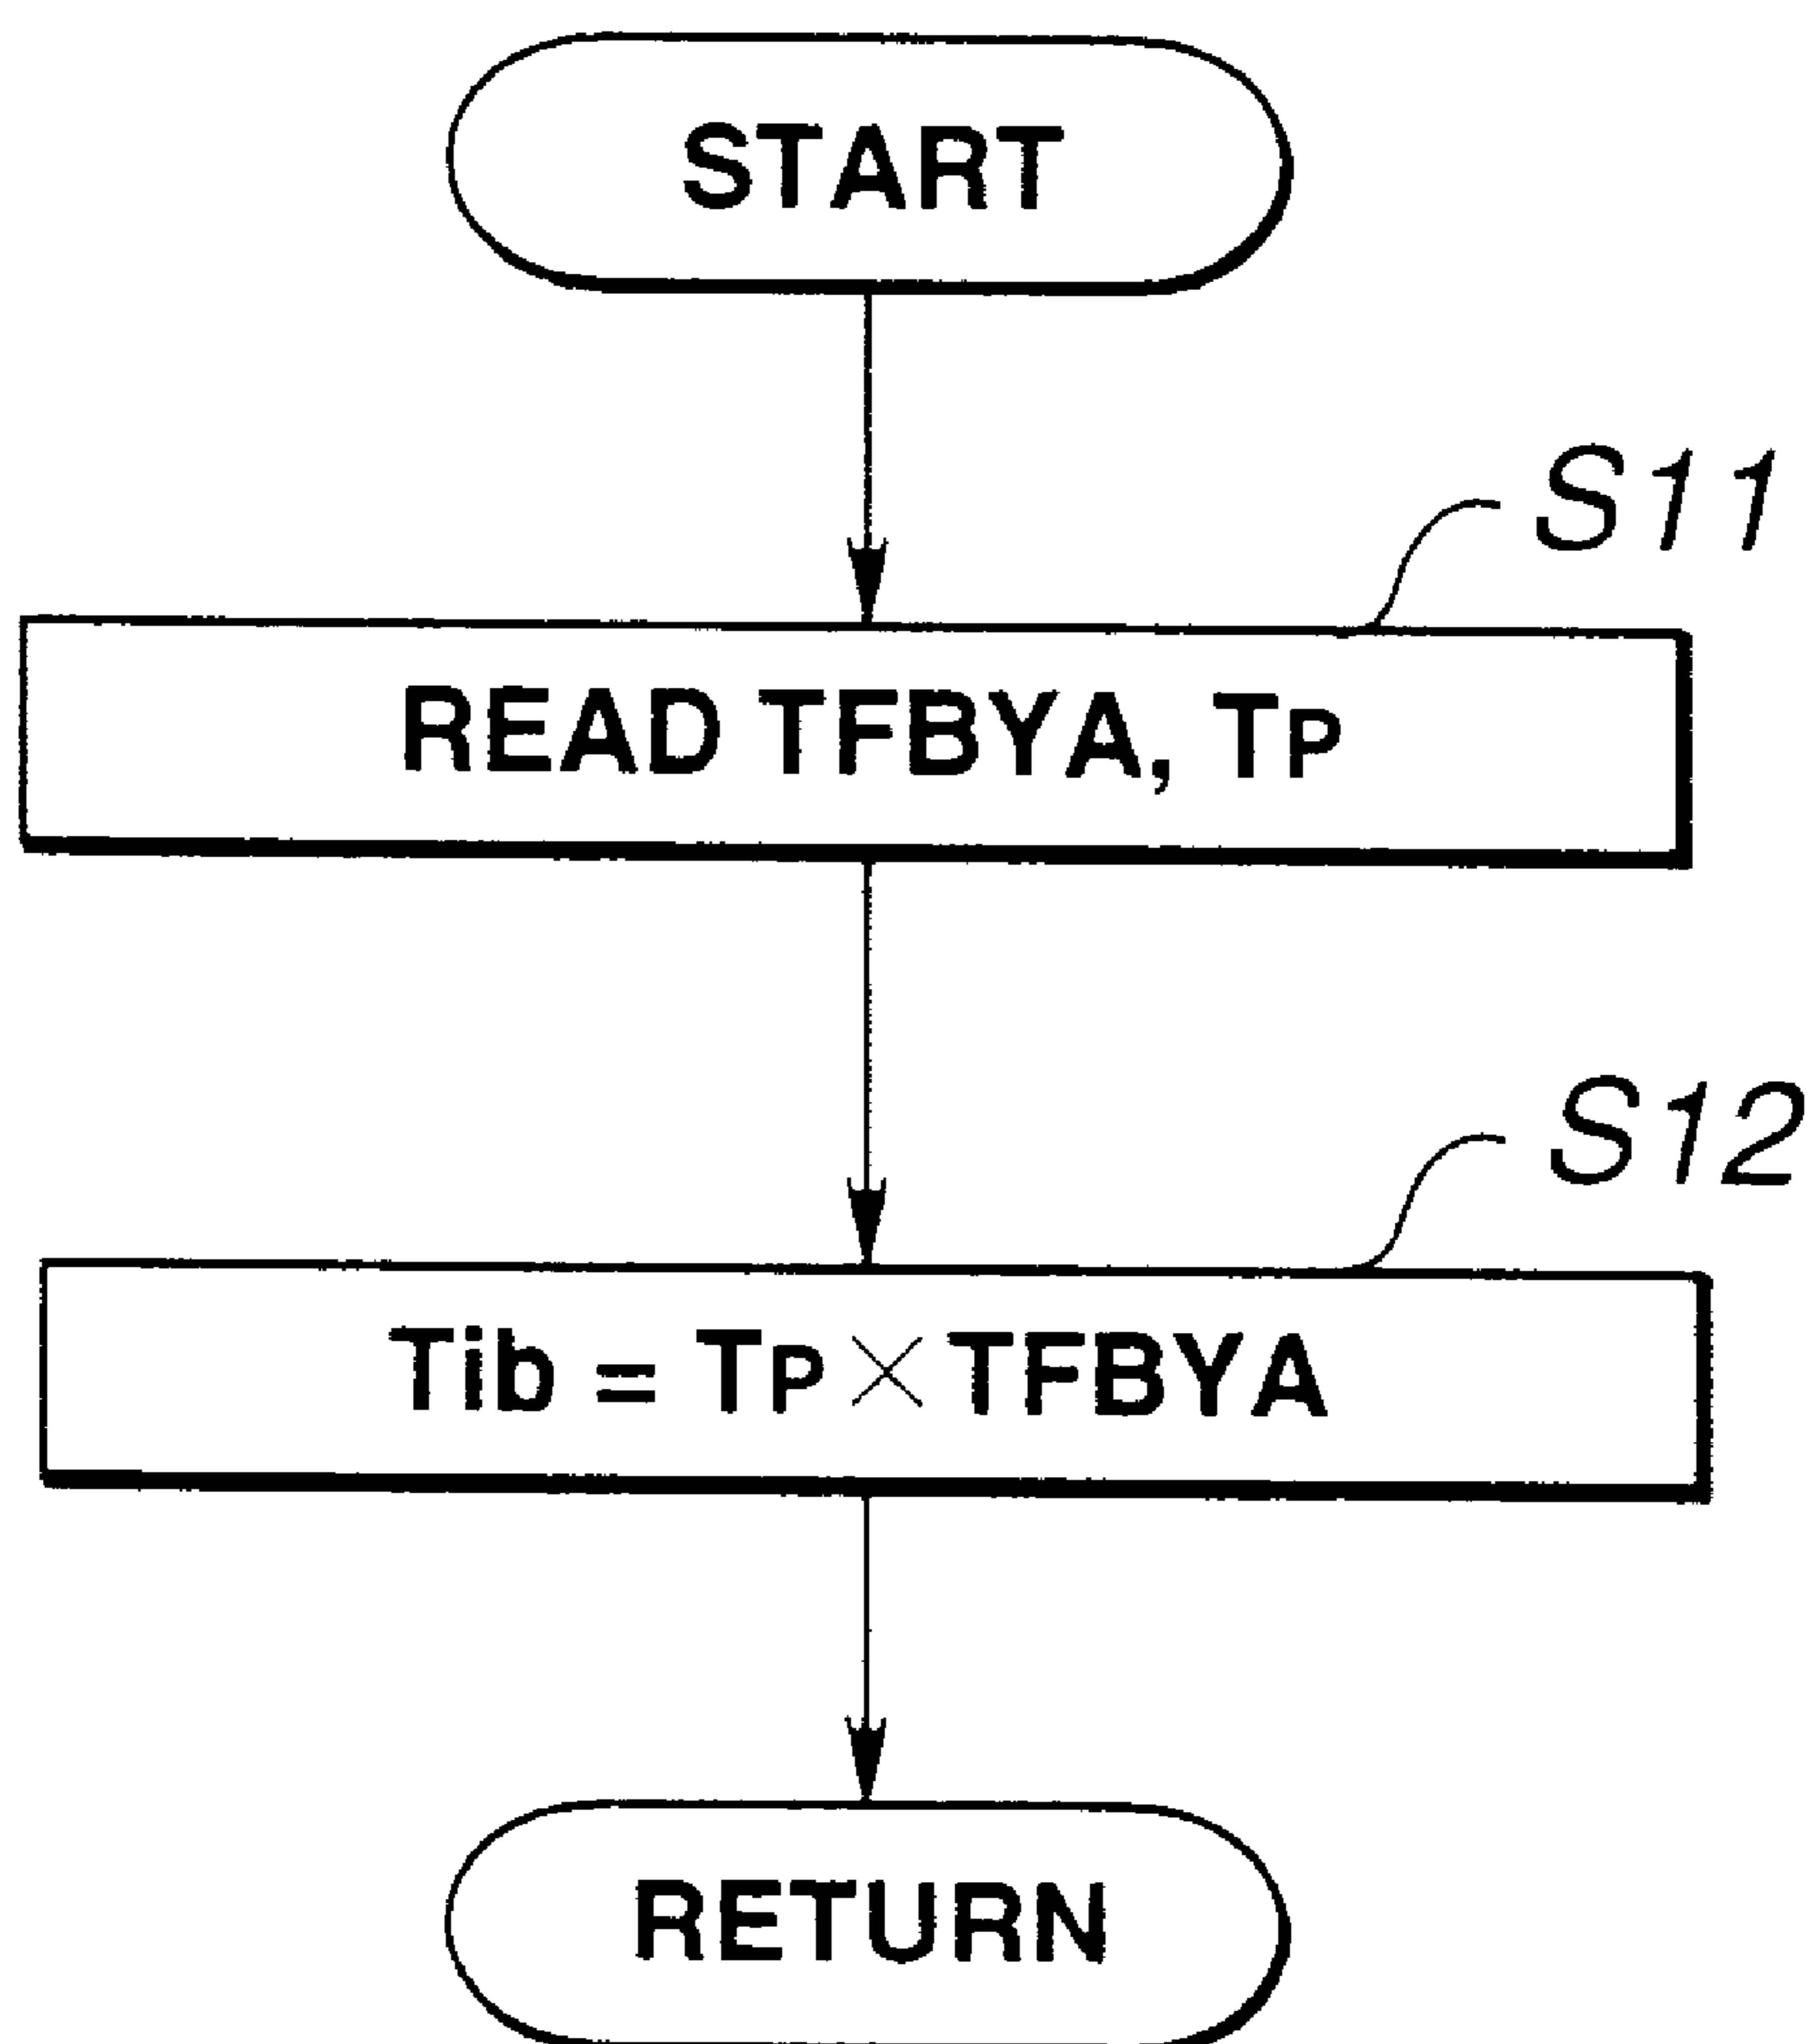 START
S11
READ TFBYA, TP
S12
Tib = TP × TFBYA
RETURN